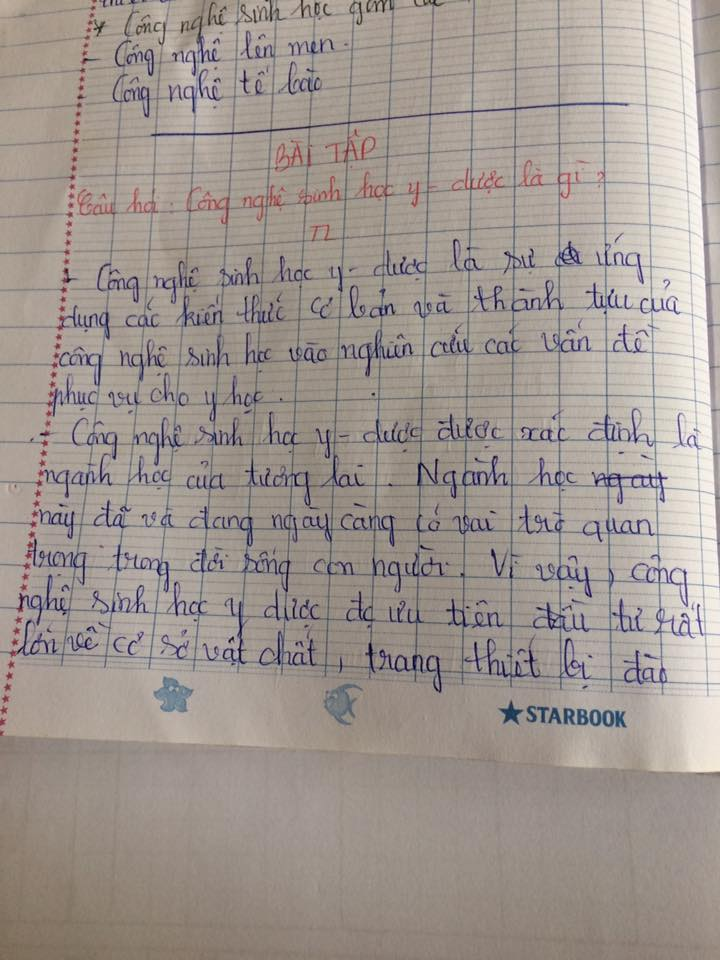 * Công nghệ sinh học gồm
- Công nghệ lên men.
- Công nghệ tế bào
BÀI TẬP
Câu hỏi : Công nghệ sinh học y - dược là gì ?
TL
- Công nghệ sinh học y - dược là sự ứng
dụng các kiến thức cơ bản và thành tựu của
công nghệ sinh học vào nghiên cứu các vấn đề
phục vụ cho y học.
- Công nghệ sinh học y - dược được xác định là
ngành học của tương lai. Ngành học ngày
này đã và đang ngày càng có vai trò quan
trọng trong đời sống con người. Vì vậy, công
nghệ sinh học y dược đc ưu tiên đầu tư rất
lớn về cơ sở vật chất, trang thiết bị đào
★STARBOOK